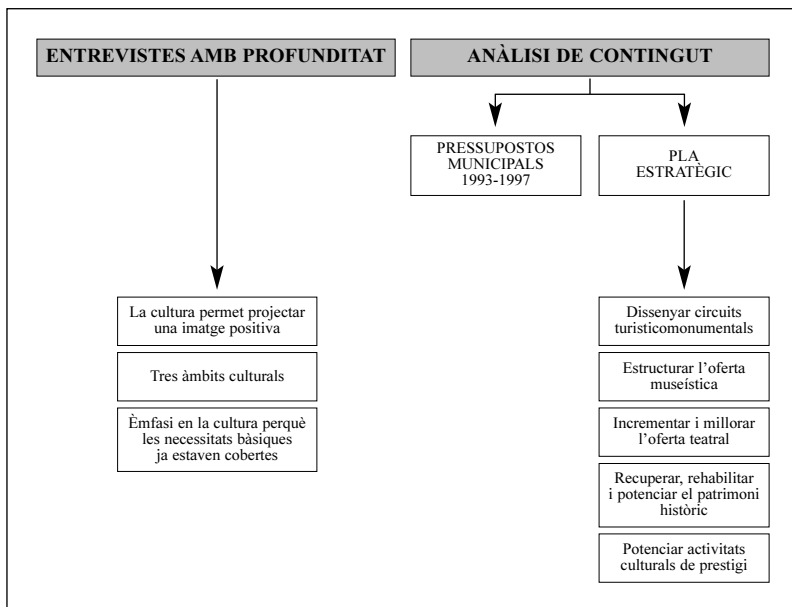 ENTREVISTES AMB PROFUNDITAT
ANÀLISI DE CONTINGUT
PRESSUPOSTOS
MUNICIPALS
1993-1997
PLA
ESTRATÈGIC
La cultura permet projectar
una imatge positiva
Tres àmbits culturals
Èmfasi en la cultura perquè
les necessitats bàsiques
ja estaven cobertes
Dissenyar circuits
turisticomonumentals
Estructurar l’oferta
museística
Incrementar i millorar
l’oferta teatral
Recuperar, rehabilitar
i potenciar el patrimoni
històric
Potenciar activitats
culturals de prestigi